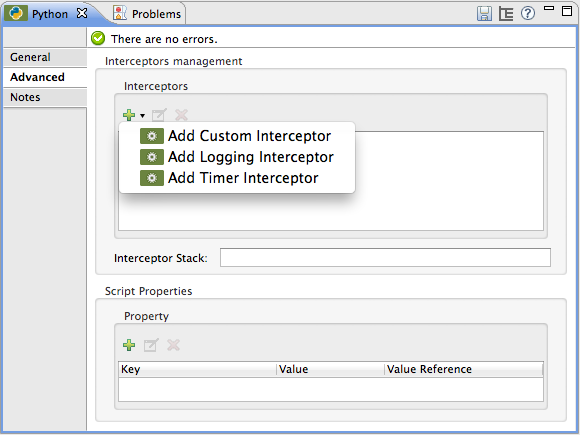 Python Problems
There are no errors.
General
Advanced
Notes
Interceptors management
Interceptors
Add Custom Interceptor
Add Logging Interceptor
Add Timer Interceptor
Interceptor Stack:
Script Properties
Property
Key Value Value Reference